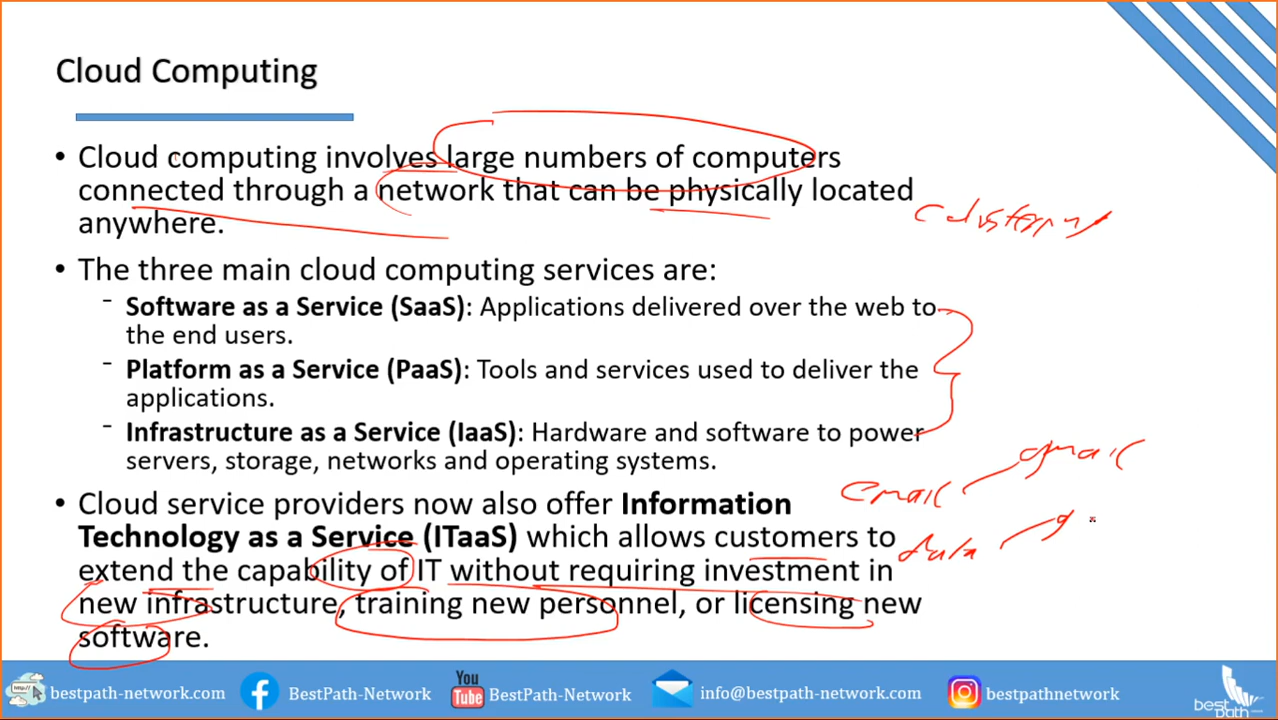 Cloud Computing
• Cloud computing involves large numbers of computers
connected through a network that can be physically located
anywhere.
clustering
• The three main cloud computing services are:
- Software as a Service (SaaS): Applications delivered over the web to
the end users.
- Platform as a Service (PaaS): Tools and services used to deliver the
applications.
- Infrastructure as a Service (IaaS): Hardware and software to power
servers, storage, networks and operating systems.
gmail
email
• Cloud service providers now also offer Information
Technology as a Service (ITaaS) which allows customers to
data g
extend the capability of IT without requiring investment in
new infrastructure, training new personnel, or licensing new
software.
http://
bestpath-network.com BestPath-Network You Tube BestPath-Network info@bestpath-network.com bestpathnetwork
best path